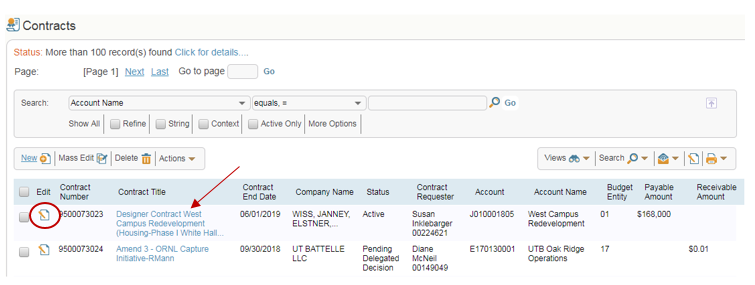 Contracts
Status: More than 100 record(s) found Click for details....
Page: [Page 1] Next Last Go to page Go
Search: Account Name equals, = Go
Show All Refine String Context Active Only More Options
New Mass Edit Delete Actions Views Search
Edit Contract Number Contract Title Contract End Date Company Name Status Contract Requester Account Account Name Budget Entity Payable Amount Receivable Amount
9500073023 Designer Contract West Campus Redevelopment (Housing-Phase I White Hall... 06/01/2019 WISS, JANNEY, ELSTNER,... Active Susan Inklebarger 00224621 J010001805 West Campus Redevelopment 01 $168,000
9500073024 Amend 3 - ORNL Capture Initiative-RMann 09/30/2018 UT BATTELLE LLC Pending Delegated Decision Diane McNeil 00149049 E170130001 UTB Oak Ridge Operations 17 $0.01